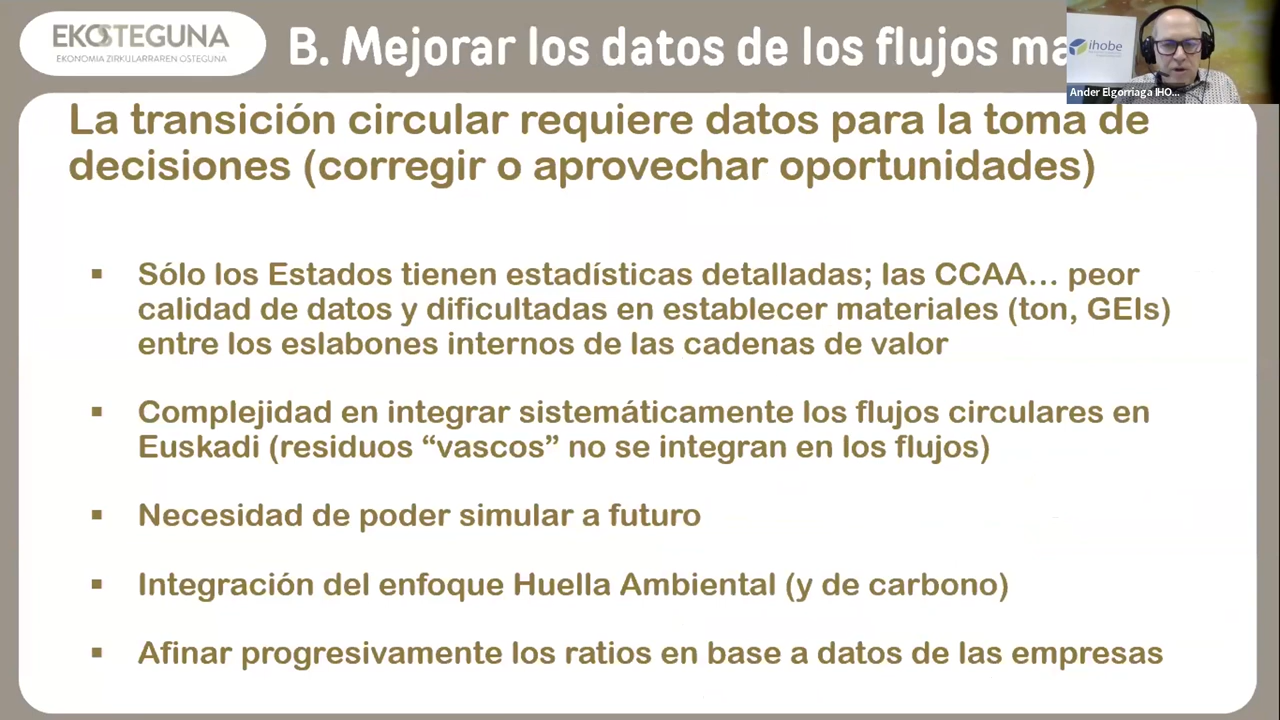 EKOSTEGUNA
EKONOMIA ZIRKULARRAREN OSTEGUNA
B. Mejorar los datos de los flujos ma
ihobe
Ander Elgorriaga IHO...
La transición circular requiere datos para la toma de
decisiones (corregir o aprovechar oportunidades)
▪ Sólo los Estados tienen estadísticas detalladas; las CCAA... peor
calidad de datos y dificultadas en establecer materiales (ton, GEIs)
entre los eslabones internos de las cadenas de valor
▪ Complejidad en integrar sistemáticamente los flujos circulares en
Euskadi (residuos “vascos” no se integran en los flujos)
▪ Necesidad de poder simular a futuro
▪ Integración del enfoque Huella Ambiental (y de carbono)
▪ Afinar progresivamente los ratios en base a datos de las empresas